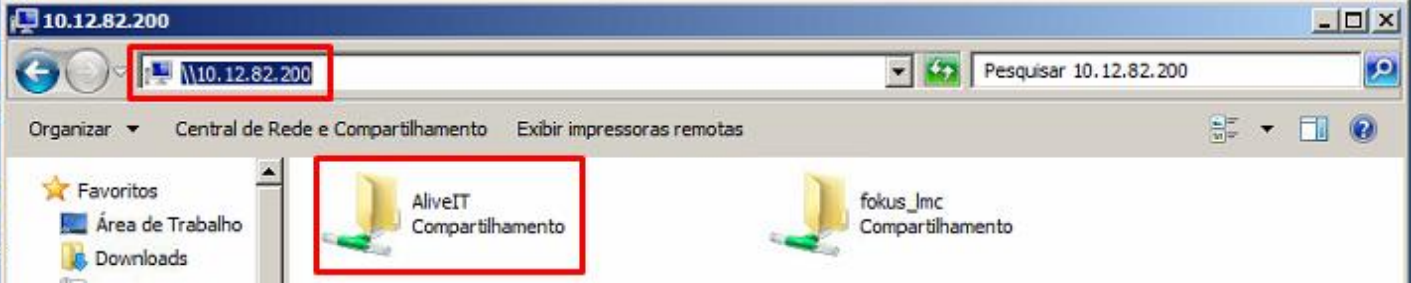 10.12.82.200
\\10.12.82.200
Pesquisar 10.12.82.200
Organizar
Central de Rede e Compartilhamento
Exibir impressoras remotas
Favoritos
Área de Trabalho
Downloads
AliveIT
Compartilhamento
fokus_lmc
Compartilhamento